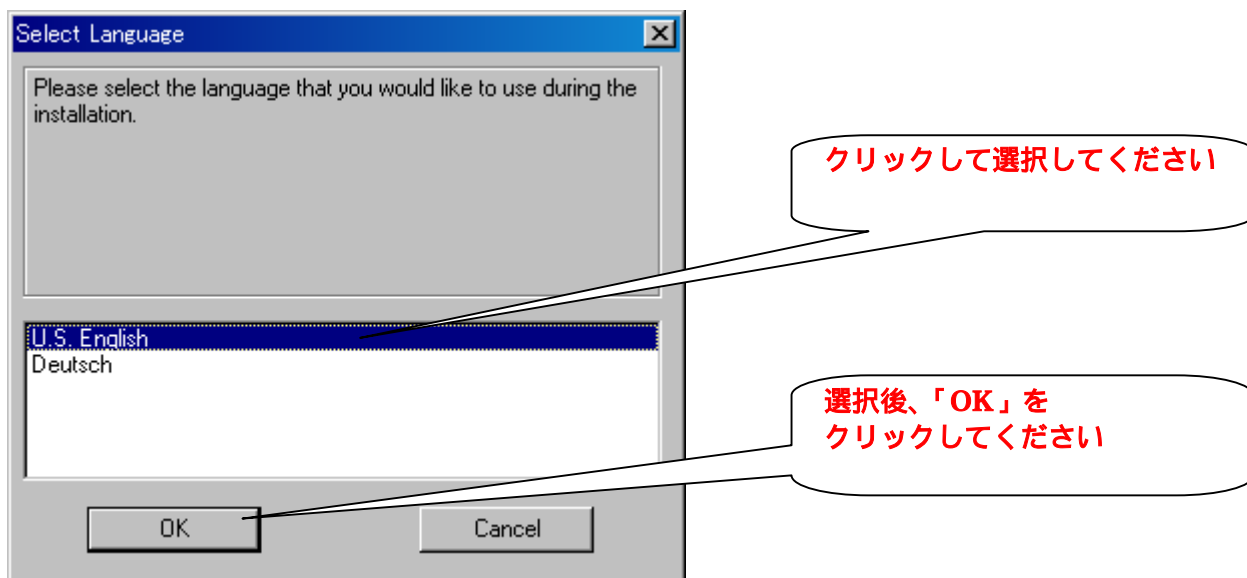 Select Language
Please select the language that you would like to use during the
installation.
クリックして選択してください
U.S. English
Deutsch
選択後、「OK」を
クリックしてください
OK
Cancel